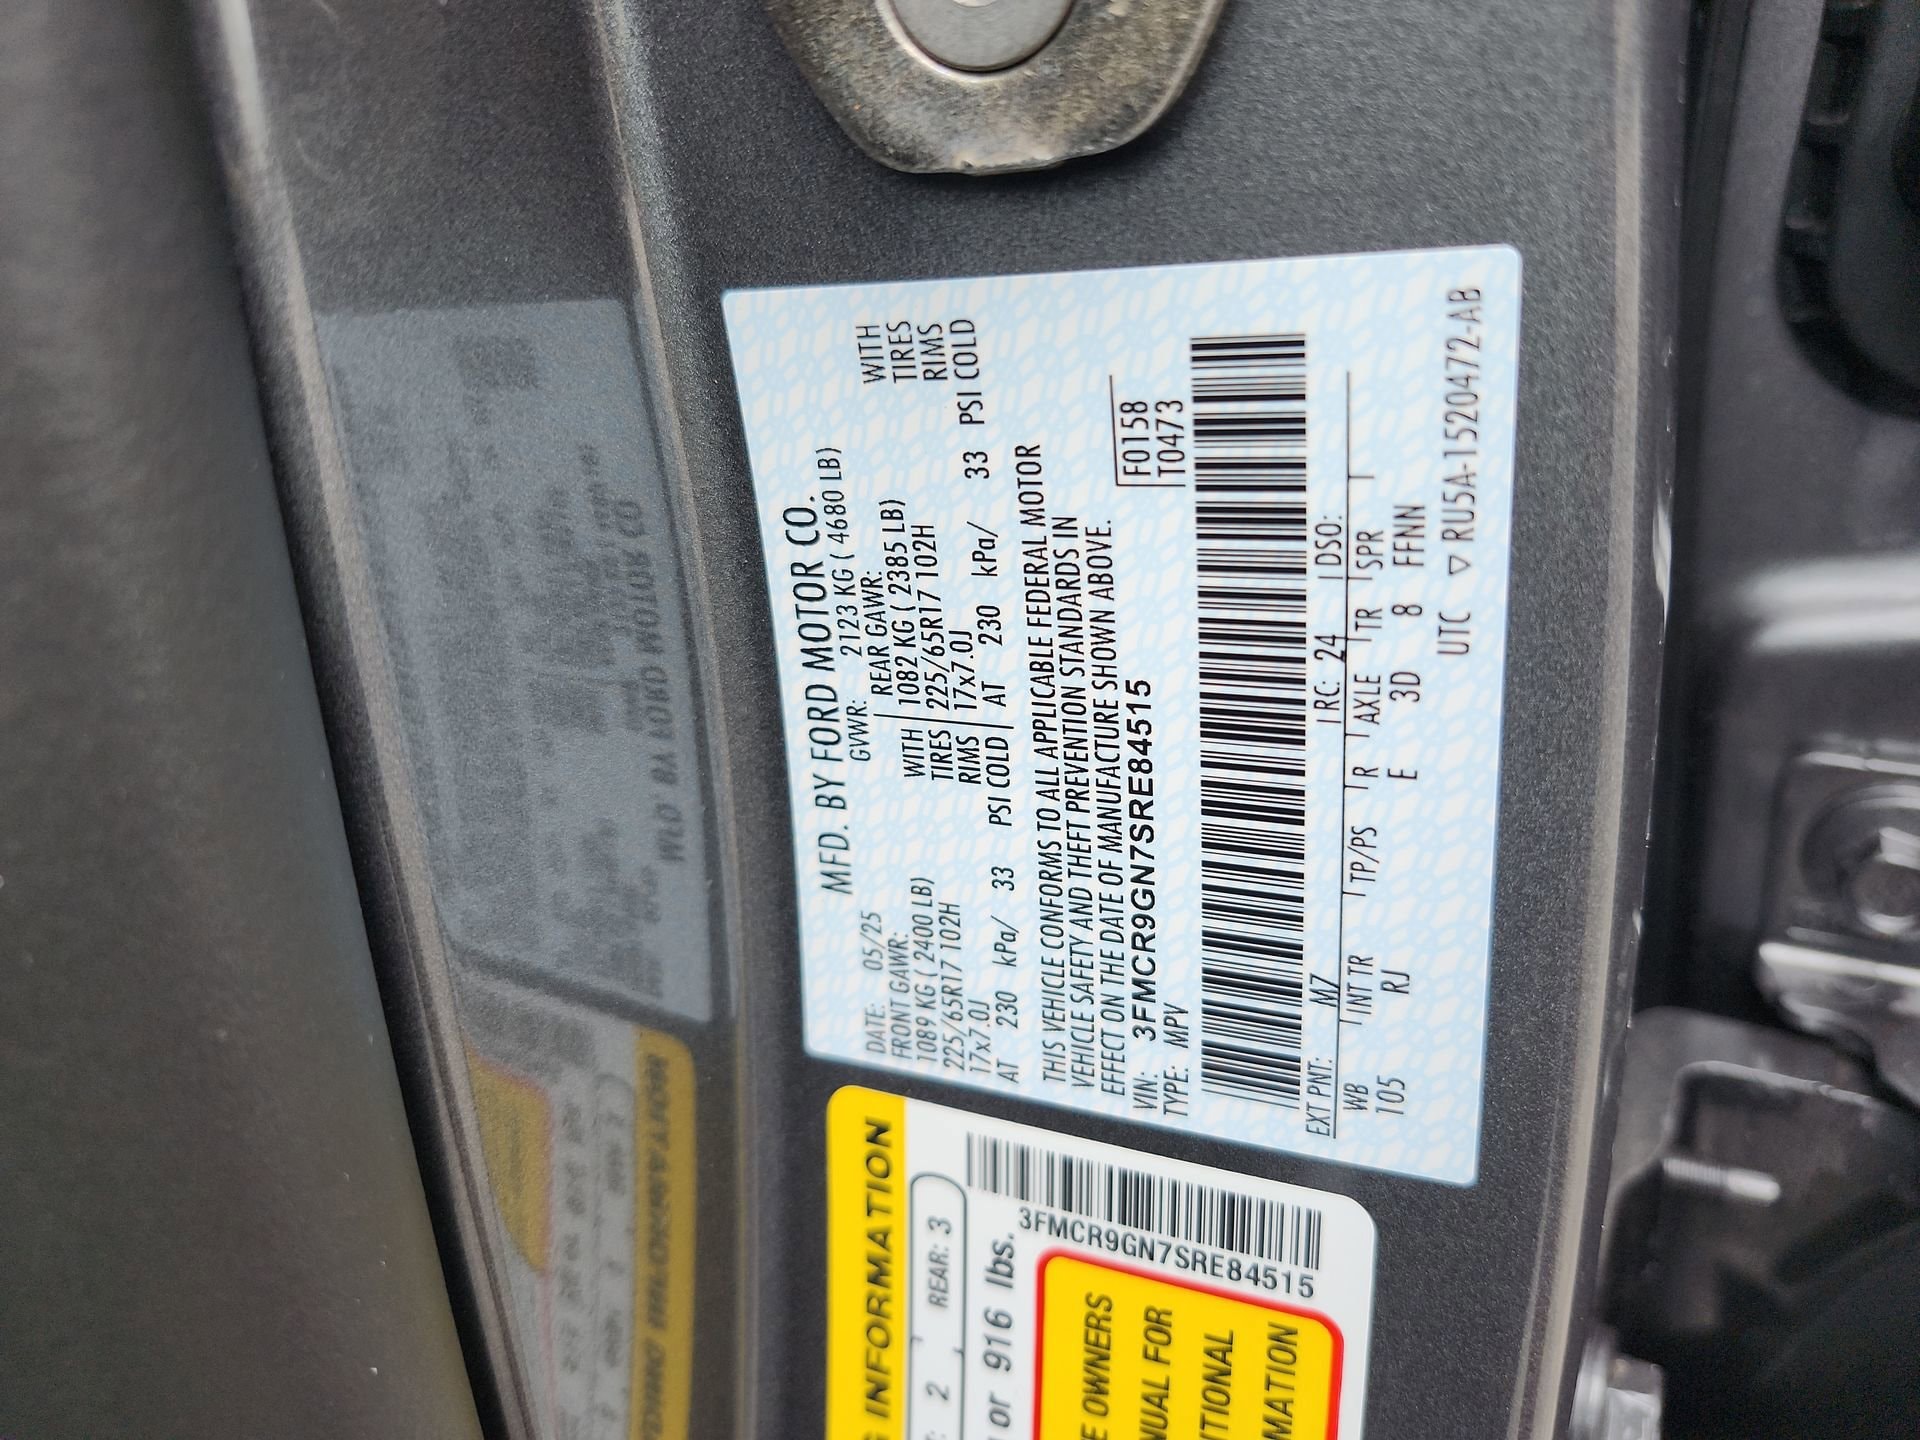 MFD. BY FORD MOTOR CO.
DATE: 05/25 GVWR: 2123 KG ( 4680 LB)
FRONT GAWR: REAR GAWR:
1089 KG ( 2400 LB) WITH 1082 KG ( 2385 LB) WITH
225/65R17 102H TIRES 225/65R17 102H TIRES
17x7.0J RIMS 17x7.0J RIMS
AT 230 kPa/ 33 PSI COLD AT 230 kPa/ 33 PSI COLD
THIS VEHICLE CONFORMS TO ALL APPLICABLE FEDERAL MOTOR
VEHICLE SAFETY AND THEFT PREVENTION STANDARDS IN
EFFECT ON THE DATE OF MANUFACTURE SHOWN ABOVE.
VIN: 3FMCR9GN7SRE84515 F0158
TYPE: MPV T0473
EXT PNT: M7 RC: 24 DSO:
WB INT TR TP/PS R AXLE TR SPR
105 RJ E 3D 8 FFNN
UTC ▽ RU5A-1520472-AB
INFORMATION
2 REAR: 3
or 916 lbs.
3FMCR9GN7SRE84515
OWNERS
FOR